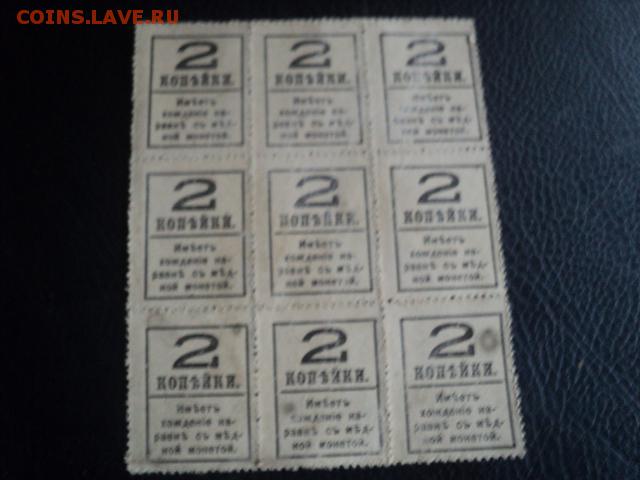 COINS.LAVE.RU
2 2 2
КОПѢЙКИ. КОПѢЙКИ. КОПѢЙКИ.
Имѣетъ Имѣетъ Имѣетъ
хожденіе на- хожденіе на- хожденіе на-
равнѣ съ мѣд- равнѣ съ мѣд- равнѣ съ мѣд-
ной монетой. ной монетой. ной монетой.
2 2 2
КОПѢЙКИ. КОПѢЙКИ. КОПѢЙКИ.
Имѣетъ Имѣетъ Имѣетъ
хожденіе на- хожденіе на- хожденіе на-
равнѣ съ мѣд- равнѣ съ мѣд- равнѣ съ мѣд-
ной монетой. ной монетой. ной монетой.
2 2 2
КОПѢЙКИ. КОПѢЙКИ. КОПѢЙКИ.
Имѣетъ Имѣетъ Имѣетъ
хожденіе на- хожденіе на- хожденіе на-
равнѣ съ мѣд- равнѣ съ мѣд- равнѣ съ мѣд-
ной монетой. ной монетой. ной монетой.